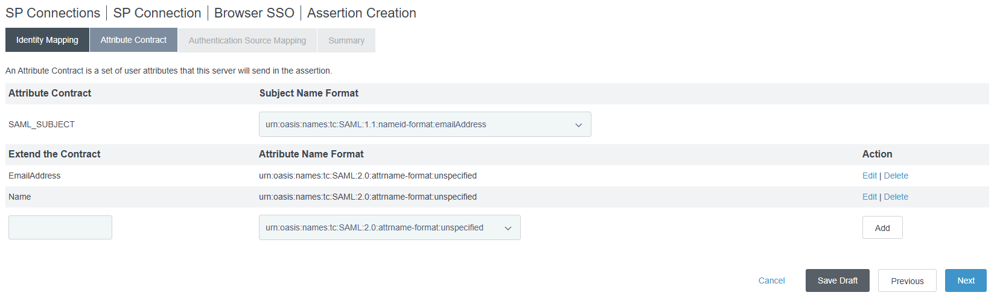 SP Connections | SP Connection | Browser SSO | Assertion Creation
Identity Mapping Attribute Contract Authentication Source Mapping Summary
An Attribute Contract is a set of user attributes that this server will send in the assertion.
Attribute Contract Subject Name Format
SAML_SUBJECT urn:oasis:names:tc:SAML:1.1:nameid-format:emailAddress
Extend the Contract Attribute Name Format Action
EmailAddress urn:oasis:names:tc:SAML:2.0:attrname-format:unspecified Edit | Delete
Name urn:oasis:names:tc:SAML:2.0:attrname-format:unspecified Edit | Delete
urn:oasis:names:tc:SAML:2.0:attrname-format:unspecified Add
Cancel Save Draft Previous Next